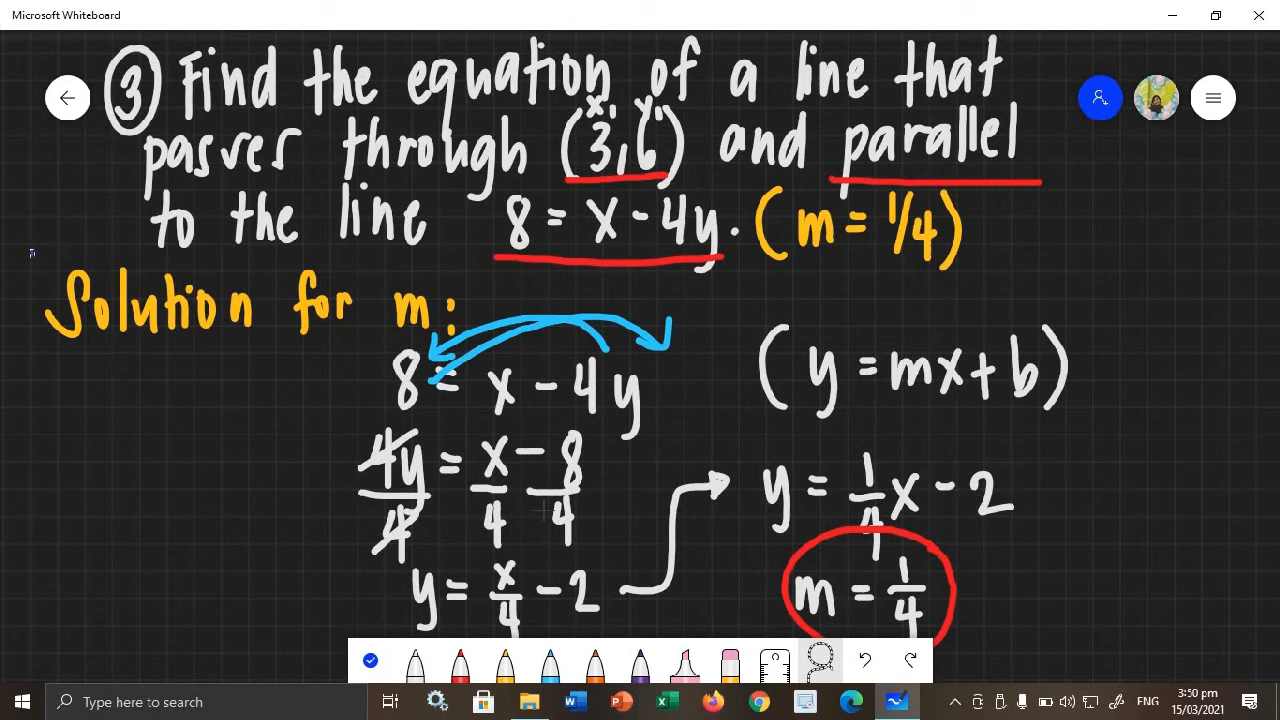 Microsoft Whiteboard
③ Find the equation of a line that
x y
passes through (3,6) and parallel
to the line 8 = x - 4y. (m = 1/4)
Solution for m:
8 = x - 4y
(y = mx + b)
4y/4 = x/4 - 8/4
y = 1/4 x - 2
y = x/4 - 2
m = 1/4
Type here to search
ENG
3:50 pm
15/03/2021